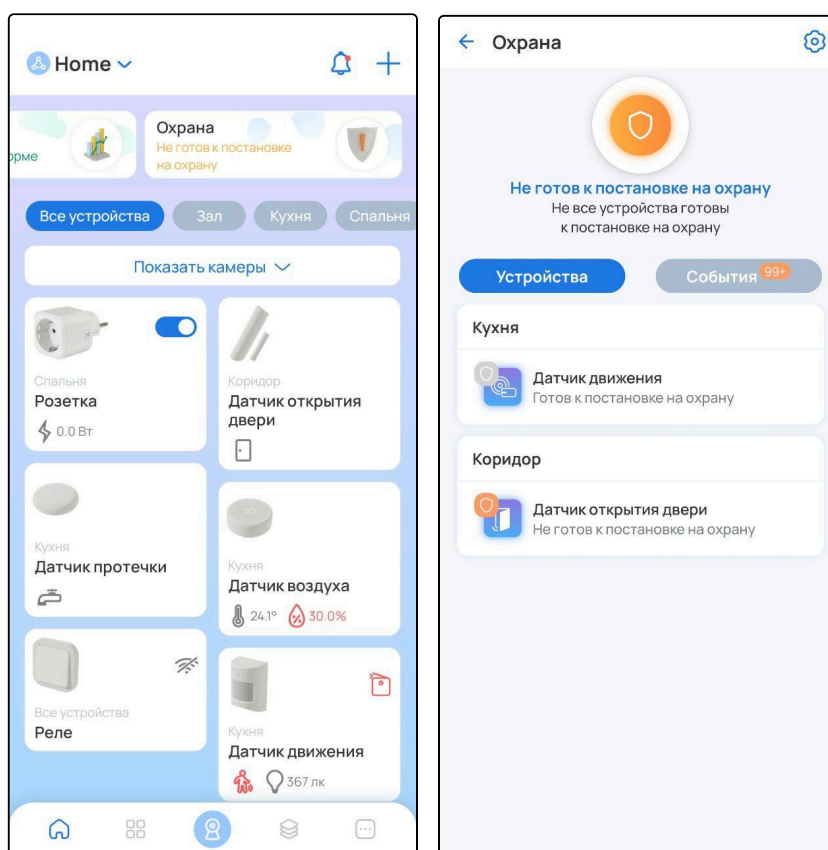 Home
орме
Охрана
Не готов к постановке
на охрану
Все устройства
Зал
Кухня
Спальня
Показать камеры
Спальня
Розетка
0.0 Вт
Коридор
Датчик открытия
двери
Кухня
Датчик протечки
Кухня
Датчик воздуха
24.1°
30.0%
Все устройства
Реле
Кухня
Датчик движения
367 лк
Охрана
Не готов к постановке на охрану
Не все устройства готовы
к постановке на охрану
Устройства
События 99+
Кухня
Датчик движения
Готов к постановке на охрану
Коридор
Датчик открытия двери
Не готов к постановке на охрану